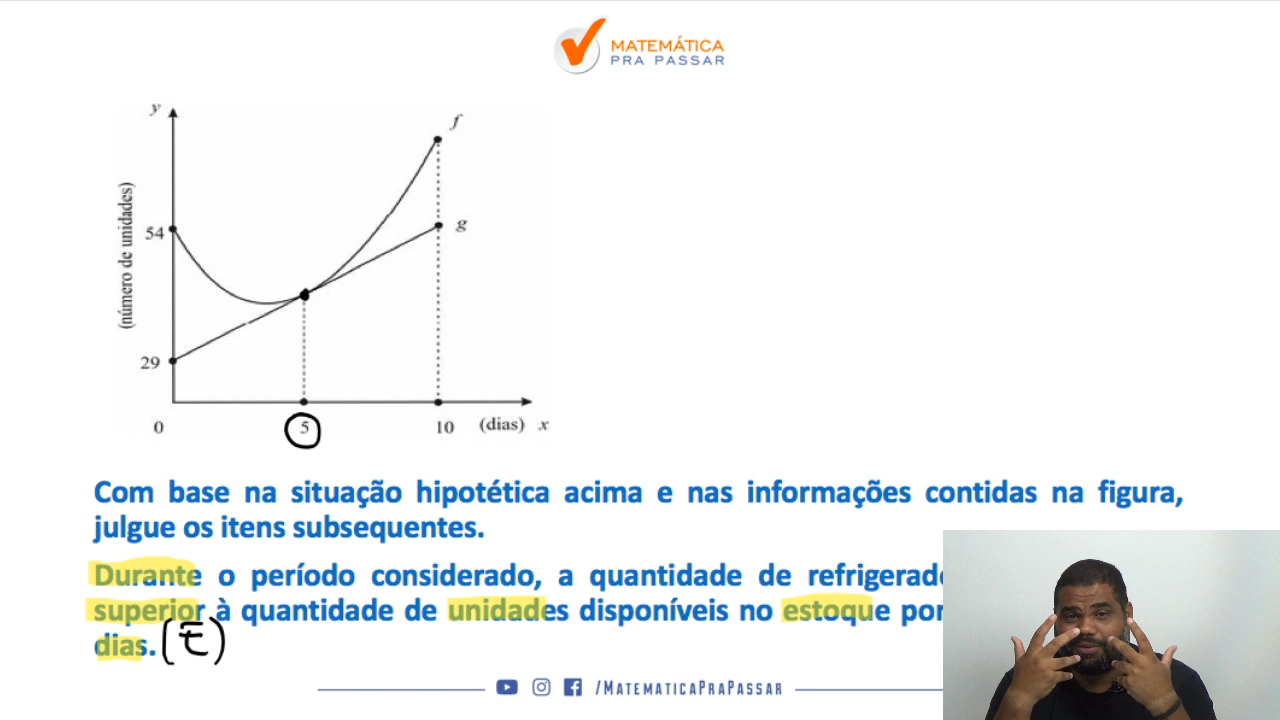 MATEMÁTICA
PRA PASSAR
y
f
(número de unidades)
54
g
29
0
5
10
(dias) x
Com base na situação hipotética acima e nas informações contidas na figura,
julgue os itens subsequentes.
Durante o período considerado, a quantidade de
superior à quantidade de unidades disponíveis no estoque por
dias. (E)
/MatematicaPraPassar